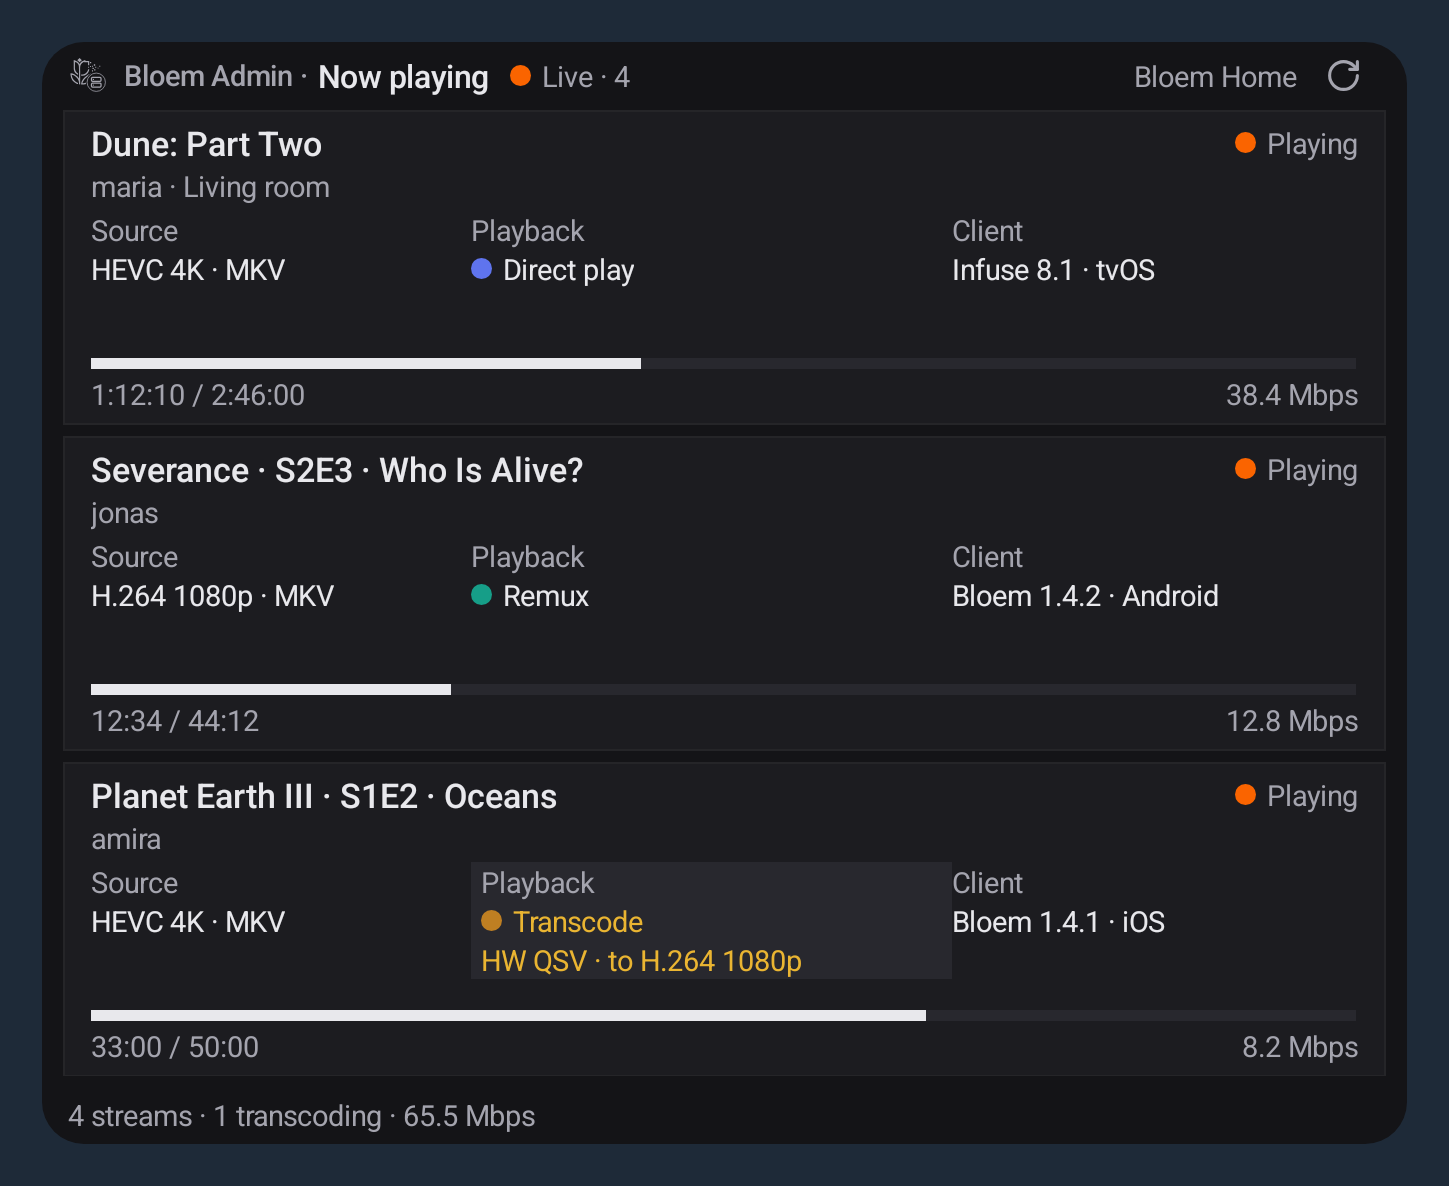 Bloem Admin · Now playing Live · 4 Bloem Home
Dune: Part Two Playing
maria · Living room
Source Playback Client
HEVC 4K · MKV Direct play Infuse 8.1 · tvOS
1:12:10 / 2:46:00 38.4 Mbps
Severance · S2E3 · Who Is Alive? Playing
jonas
Source Playback Client
H.264 1080p · MKV Remux Bloem 1.4.2 · Android
12:34 / 44:12 12.8 Mbps
Planet Earth III · S1E2 · Oceans Playing
amira
Source Playback Client
HEVC 4K · MKV Transcode Bloem 1.4.1 · iOS
HW QSV · to H.264 1080p
33:00 / 50:00 8.2 Mbps
4 streams · 1 transcoding · 65.5 Mbps